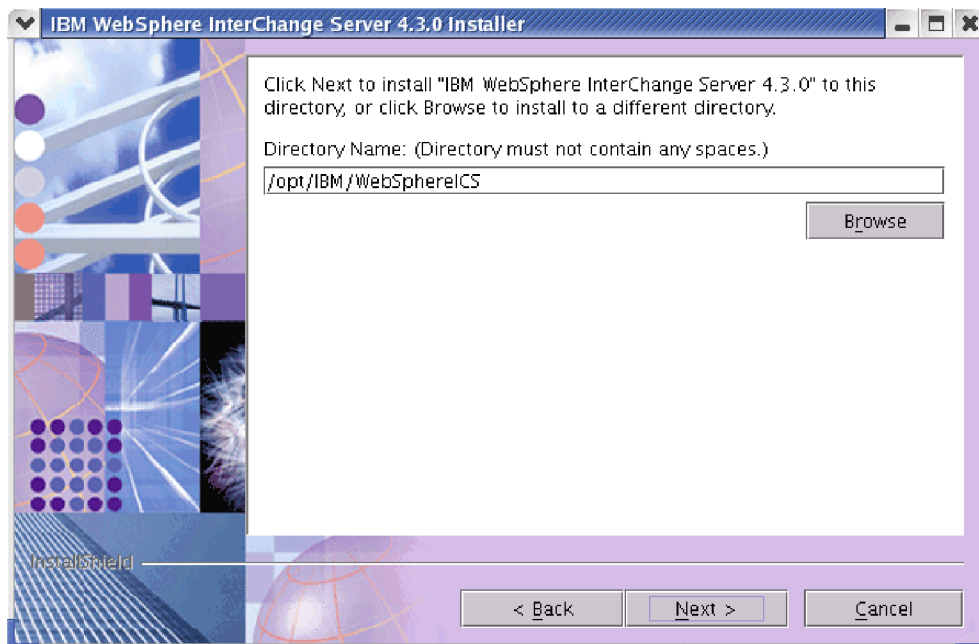 IBM WebSphere InterChange Server 4.3.0 Installer
Click Next to install "IBM WebSphere InterChange Server 4.3.0" to this
directory, or click Browse to install to a different directory.
Directory Name: (Directory must not contain any spaces.)
/opt/IBM/WebSphereICS
Browse
InstallShield
< Back
Next >
Cancel